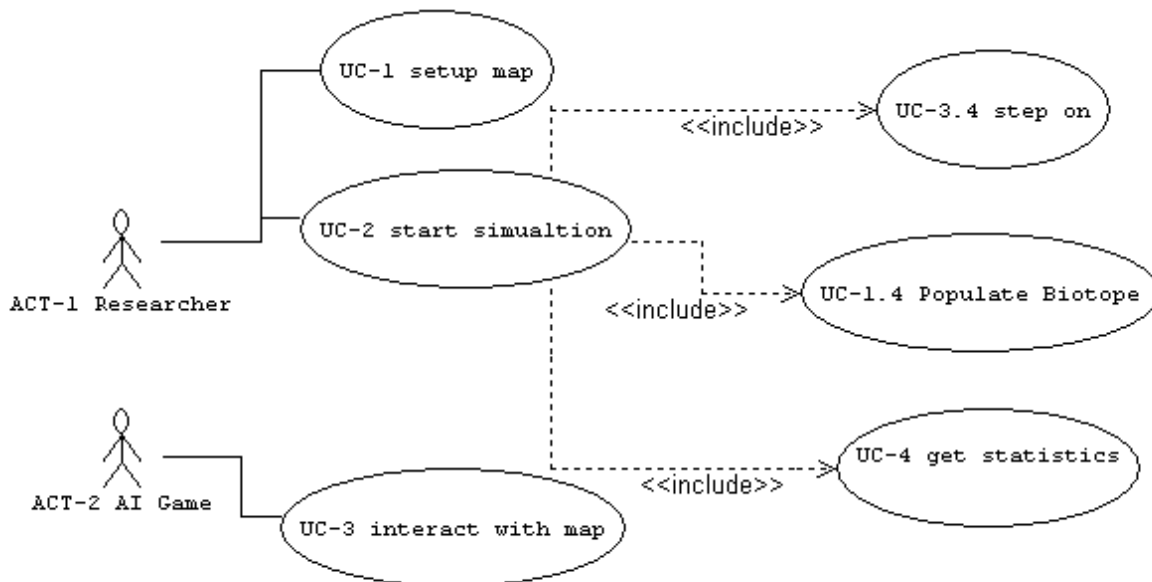 UC-1 setup map
UC-3.4 step on
<<include>>
UC-2 start simualtion
ACT-1 Researcher
UC-1.4 Populate Biotope
<<include>>
UC-4 get statistics
<<include>>
ACT-2 AI Game
UC-3 interact with map